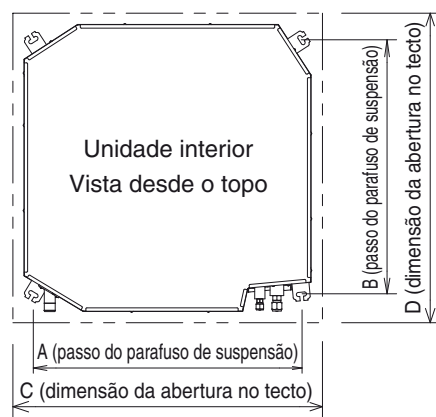 Unidade interior
Vista desde o topo
B (passo do parafuso de suspensão)
D (dimensão da abertura no tecto)
A (passo do parafuso de suspensão)
C (dimensão da abertura no tecto)